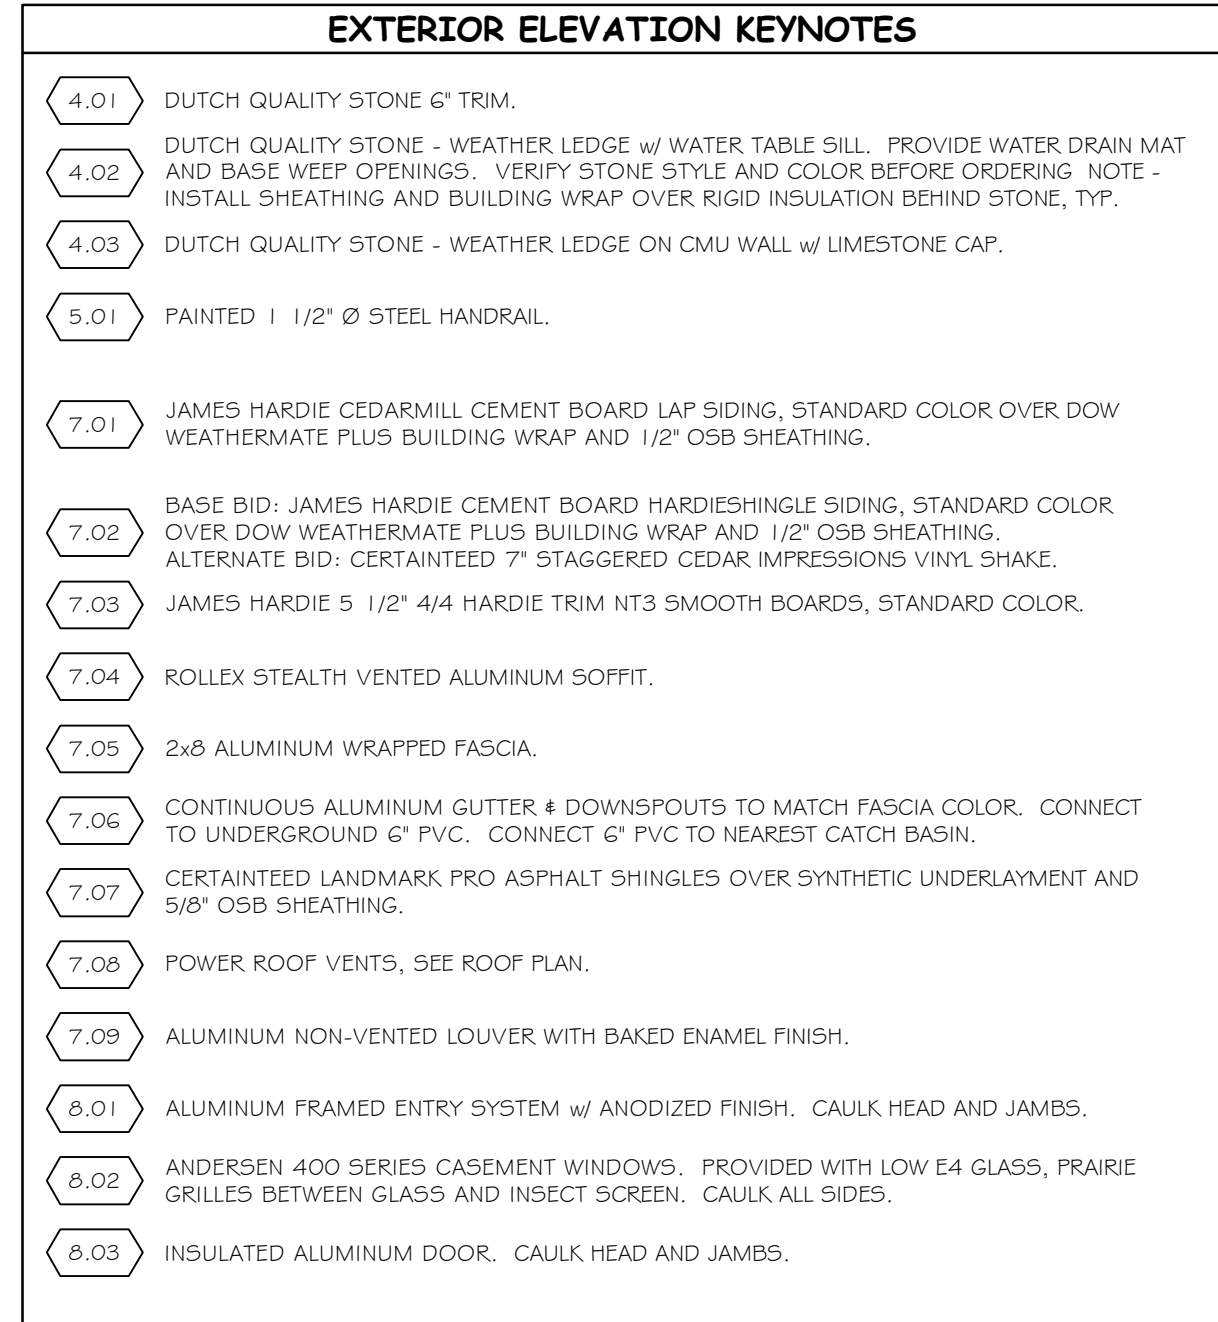 EXTERIOR ELEVATION KEYNOTES
4.01 DUTCH QUALITY STONE 6" TRIM.
DUTCH QUALITY STONE - WEATHER LEDGE w/ WATER TABLE SILL. PROVIDE WATER DRAIN MAT
4.02 AND BASE WEEP OPENINGS. VERIFY STONE STYLE AND COLOR BEFORE ORDERING NOTE -
INSTALL SHEATHING AND BUILDING WRAP OVER RIGID INSULATION BEHIND STONE, TYP.
4.03 DUTCH QUALITY STONE - WEATHER LEDGE ON CMU WALL w/ LIMESTONE CAP.
5.01 PAINTED 1 1/2" Ø STEEL HANDRAIL.
7.01 JAMES HARDIE CEDARMILL CEMENT BOARD LAP SIDING, STANDARD COLOR OVER DOW
WEATHERMATE PLUS BUILDING WRAP AND 1/2" OSB SHEATHING.
BASE BID: JAMES HARDIE CEMENT BOARD HARDIESHINGLE SIDING, STANDARD COLOR
7.02 OVER DOW WEATHERMATE PLUS BUILDING WRAP AND 1/2" OSB SHEATHING.
ALTERNATE BID: CERTAINTEED 7" STAGGERED CEDAR IMPRESSIONS VINYL SHAKE.
7.03 JAMES HARDIE 5 1/2" 4/4 HARDIE TRIM NT3 SMOOTH BOARDS, STANDARD COLOR.
7.04 ROLLEX STEALTH VENTED ALUMINUM SOFFIT.
7.05 2x8 ALUMINUM WRAPPED FASCIA.
7.06 CONTINUOUS ALUMINUM GUTTER & DOWNSPOUTS TO MATCH FASCIA COLOR. CONNECT
TO UNDERGROUND 6" PVC. CONNECT 6" PVC TO NEAREST CATCH BASIN.
7.07 CERTAINTEED LANDMARK PRO ASPHALT SHINGLES OVER SYNTHETIC UNDERLAYMENT AND
5/8" OSB SHEATHING.
7.08 POWER ROOF VENTS, SEE ROOF PLAN.
7.09 ALUMINUM NON-VENTED LOUVER WITH BAKED ENAMEL FINISH.
8.01 ALUMINUM FRAMED ENTRY SYSTEM w/ ANODIZED FINISH. CAULK HEAD AND JAMBS.
8.02 ANDERSEN 400 SERIES CASEMENT WINDOWS. PROVIDED WITH LOW E4 GLASS, PRAIRIE
GRILLES BETWEEN GLASS AND INSECT SCREEN. CAULK ALL SIDES.
8.03 INSULATED ALUMINUM DOOR. CAULK HEAD AND JAMBS.